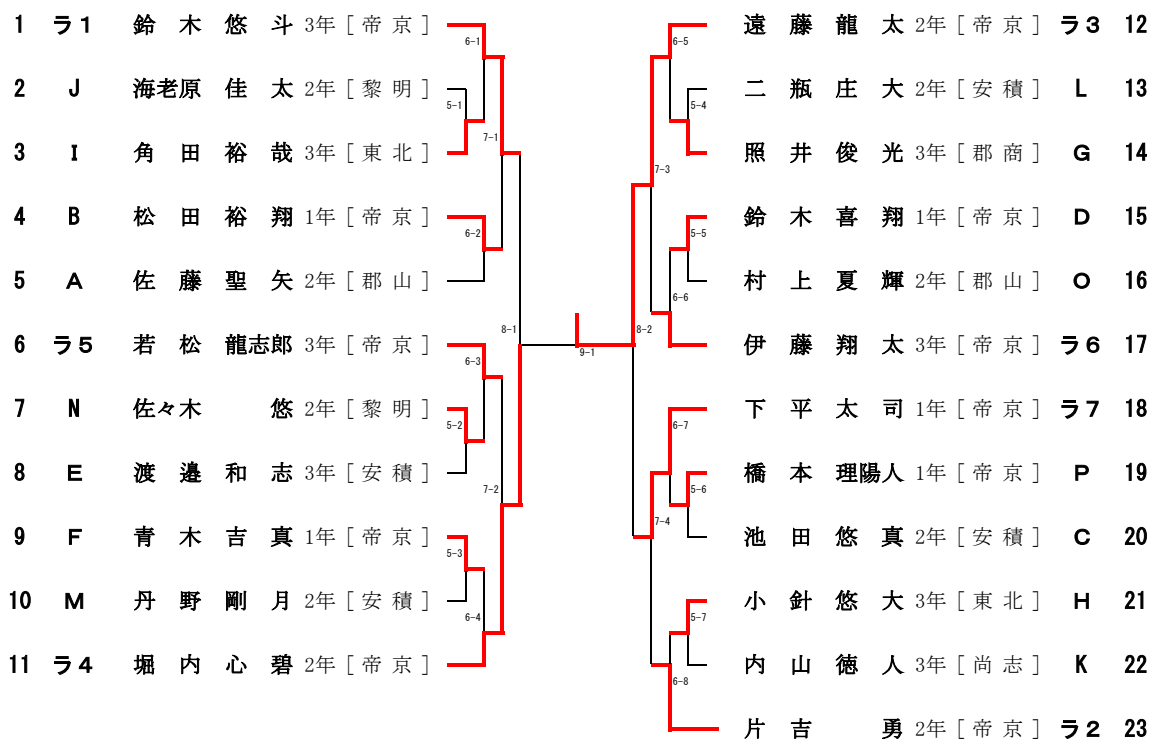 1 ラ1 鈴木悠斗 3年 [帝京]
2 J 海老原佳太 2年 [黎明]
3 I 角田裕哉 3年 [東北]
4 B 松田裕翔 1年 [帝京]
5 A 佐藤聖矢 2年 [郡山]
6 ラ5 若松龍志郎 3年 [帝京]
7 N 佐々木悠 2年 [黎明]
8 E 渡邉和志 3年 [安積]
9 F 青木吉真 1年 [帝京]
10 M 丹野剛月 2年 [安積]
11 ラ4 堀内心碧 2年 [帝京]
6-1
5-1
7-1
6-2
8-1
6-3
5-2
7-2
5-3
6-4
9-1
6-5
5-4
7-3
5-5
6-6
8-2
6-7
5-6
7-4
5-7
6-8
遠藤龍太 2年 [帝京] ラ3 12
二瓶庄大 2年 [安積] L 13
照井俊光 3年 [郡商] G 14
鈴木喜翔 1年 [帝京] D 15
村上夏輝 2年 [郡山] O 16
伊藤翔太 3年 [帝京] ラ6 17
下平太司 1年 [帝京] ラ7 18
橋本理陽人 1年 [帝京] P 19
池田悠真 2年 [安積] C 20
小針悠大 3年 [東北] H 21
内山徳人 3年 [尚志] K 22
片吉勇 2年 [帝京] ラ2 23